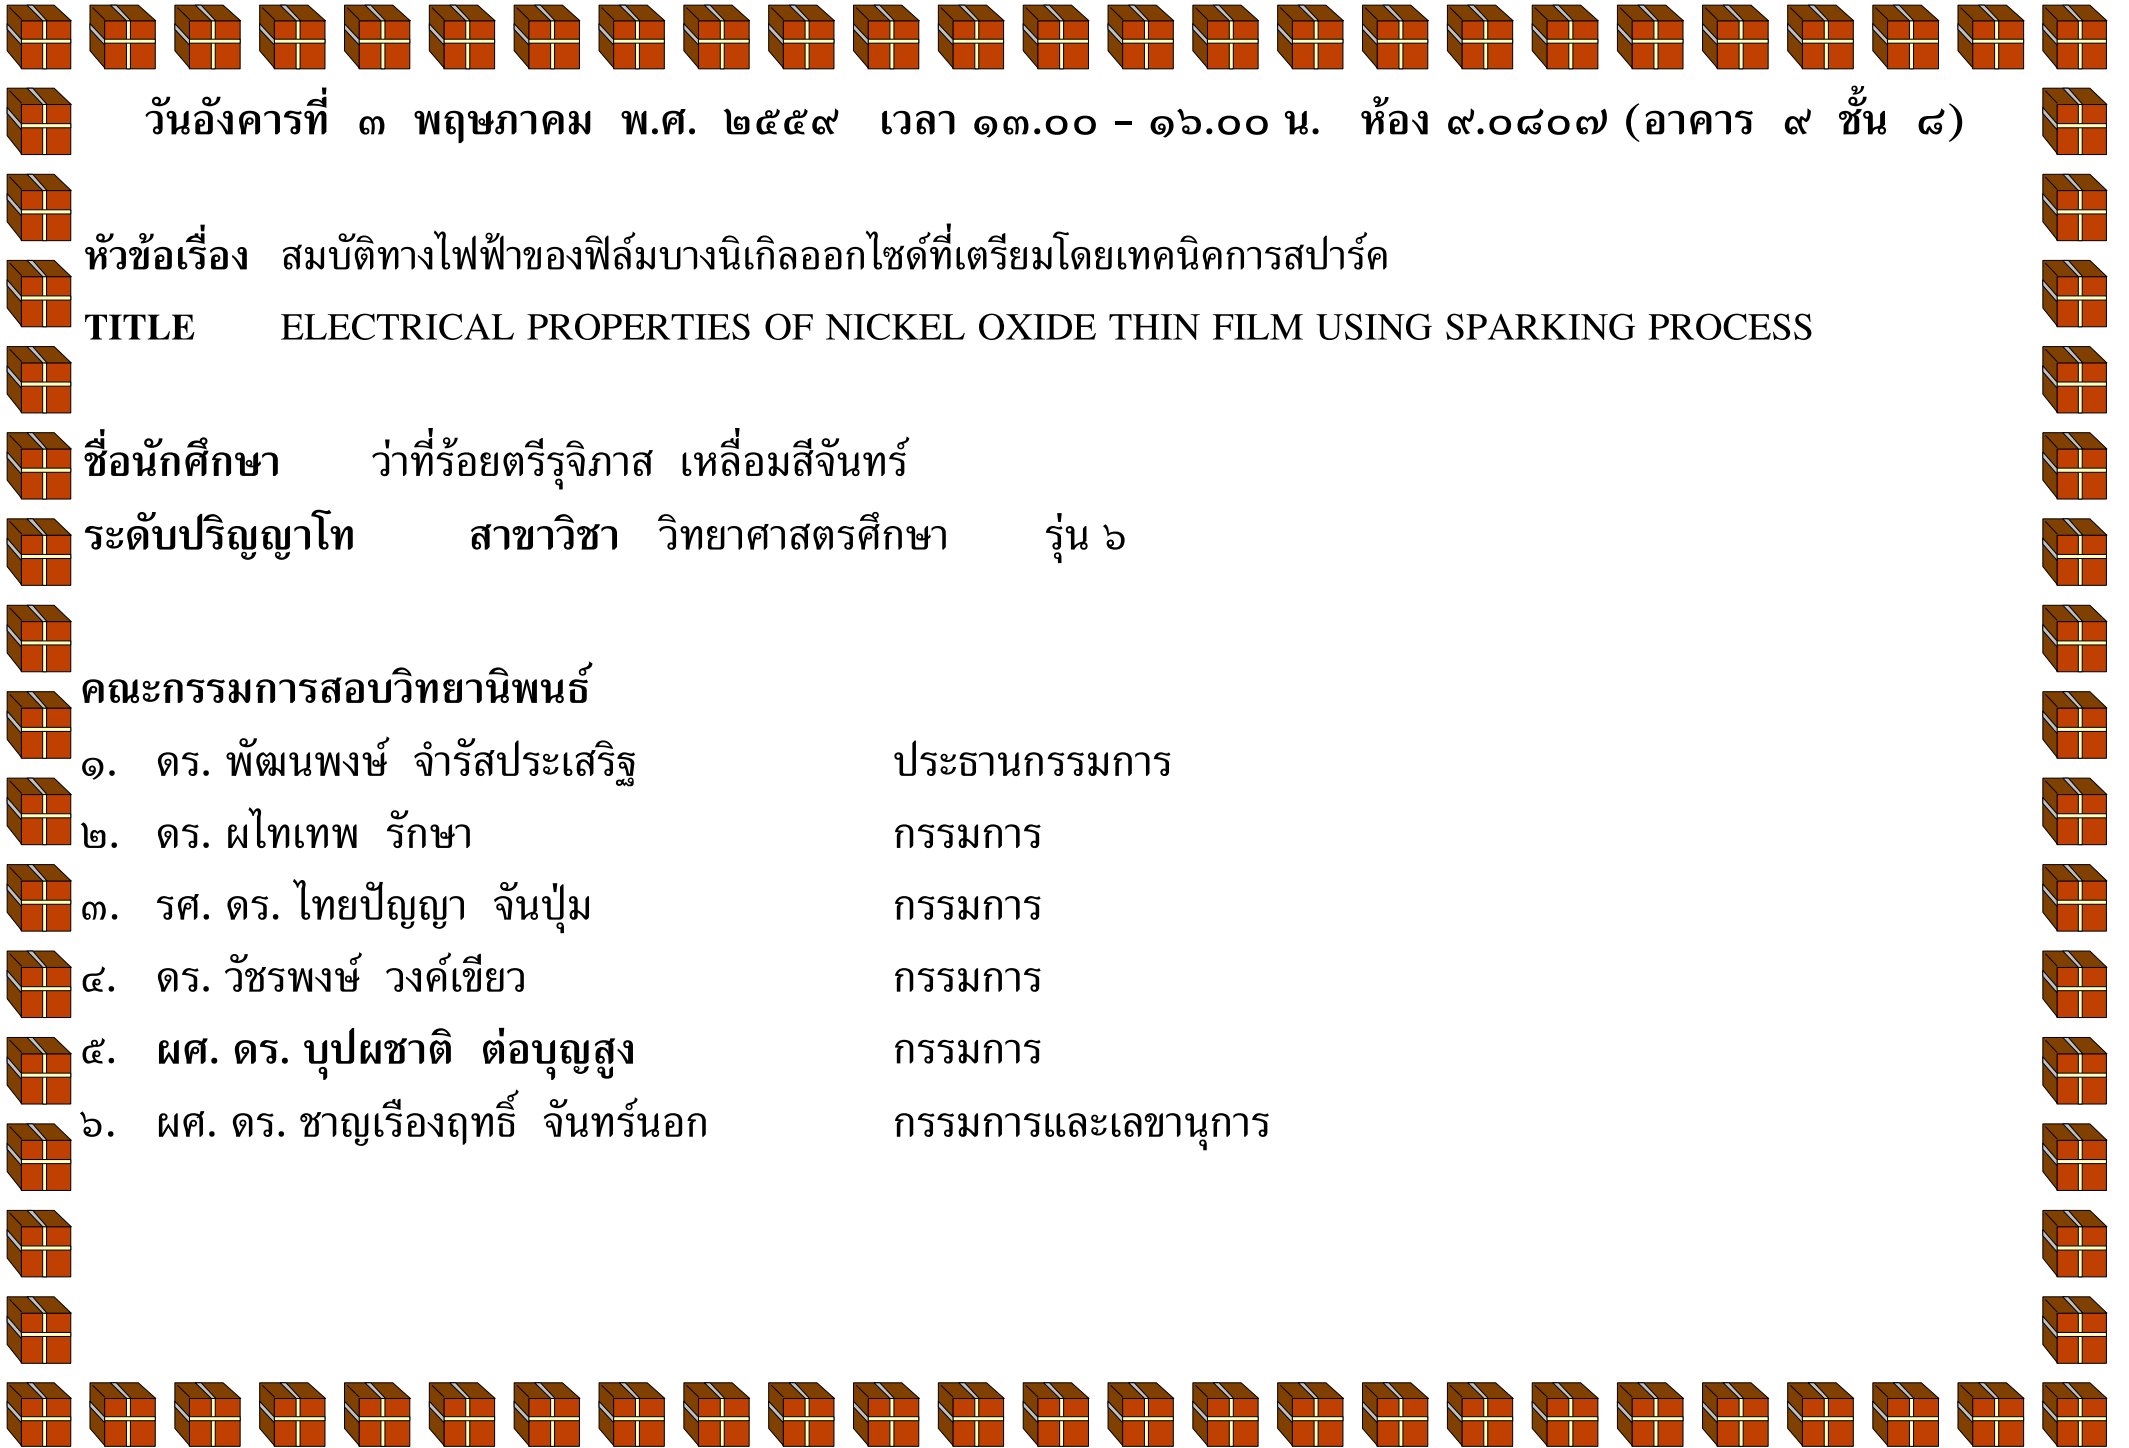 วันอังคารที่ ๓ พฤษภาคม พ.ศ. ๒๕๕๙ เวลา ๑๓.๐๐ – ๑๖.๐๐ น. ห้อง ๙.๐๘๐๗ (อาคาร ๙ ชั้น ๘)
หัวข้อเรื่อง สมบัติทางไฟฟ้าของฟิล์มบางนิเกิลออกไซด์ที่เตรียมโดยเทคนิคการสปาร์ค
TITLE ELECTRICAL PROPERTIES OF NICKEL OXIDE THIN FILM USING SPARKING PROCESS
ชื่อนักศึกษา ว่าที่ร้อยตรีรุจิภาส เหลื่อมสีจันทร์
ระดับปริญญาโท สาขาวิชา วิทยาศาสตรศึกษา รุ่น ๖
คณะกรรมการสอบวิทยานิพนธ์
๑. ดร. พัฒนพงษ์ จำรัสประเสริฐ ประธานกรรมการ
๒. ดร. ผไทเทพ รักษา กรรมการ
๓. รศ. ดร. ไทยปัญญา จันปุ่ม กรรมการ
๔. ดร. วัชรพงษ์ วงค์เขียว กรรมการ
๕. ผศ. ดร. บุปผชาติ ต่อบุญสูง กรรมการ
๖. ผศ. ดร. ชาญเรืองฤทธิ์ จันทร์นอก กรรมการและเลขานุการ